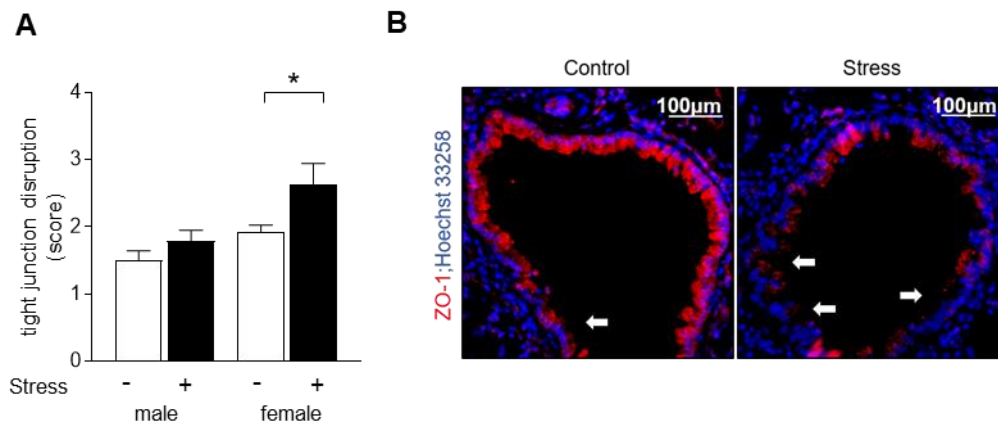 A
tight junction disruption
(score)
4
3
2
1
0
*
Stress - + - +
male female
B
Control Stress
ZO-1;Hoechst 33258
100µm 100µm